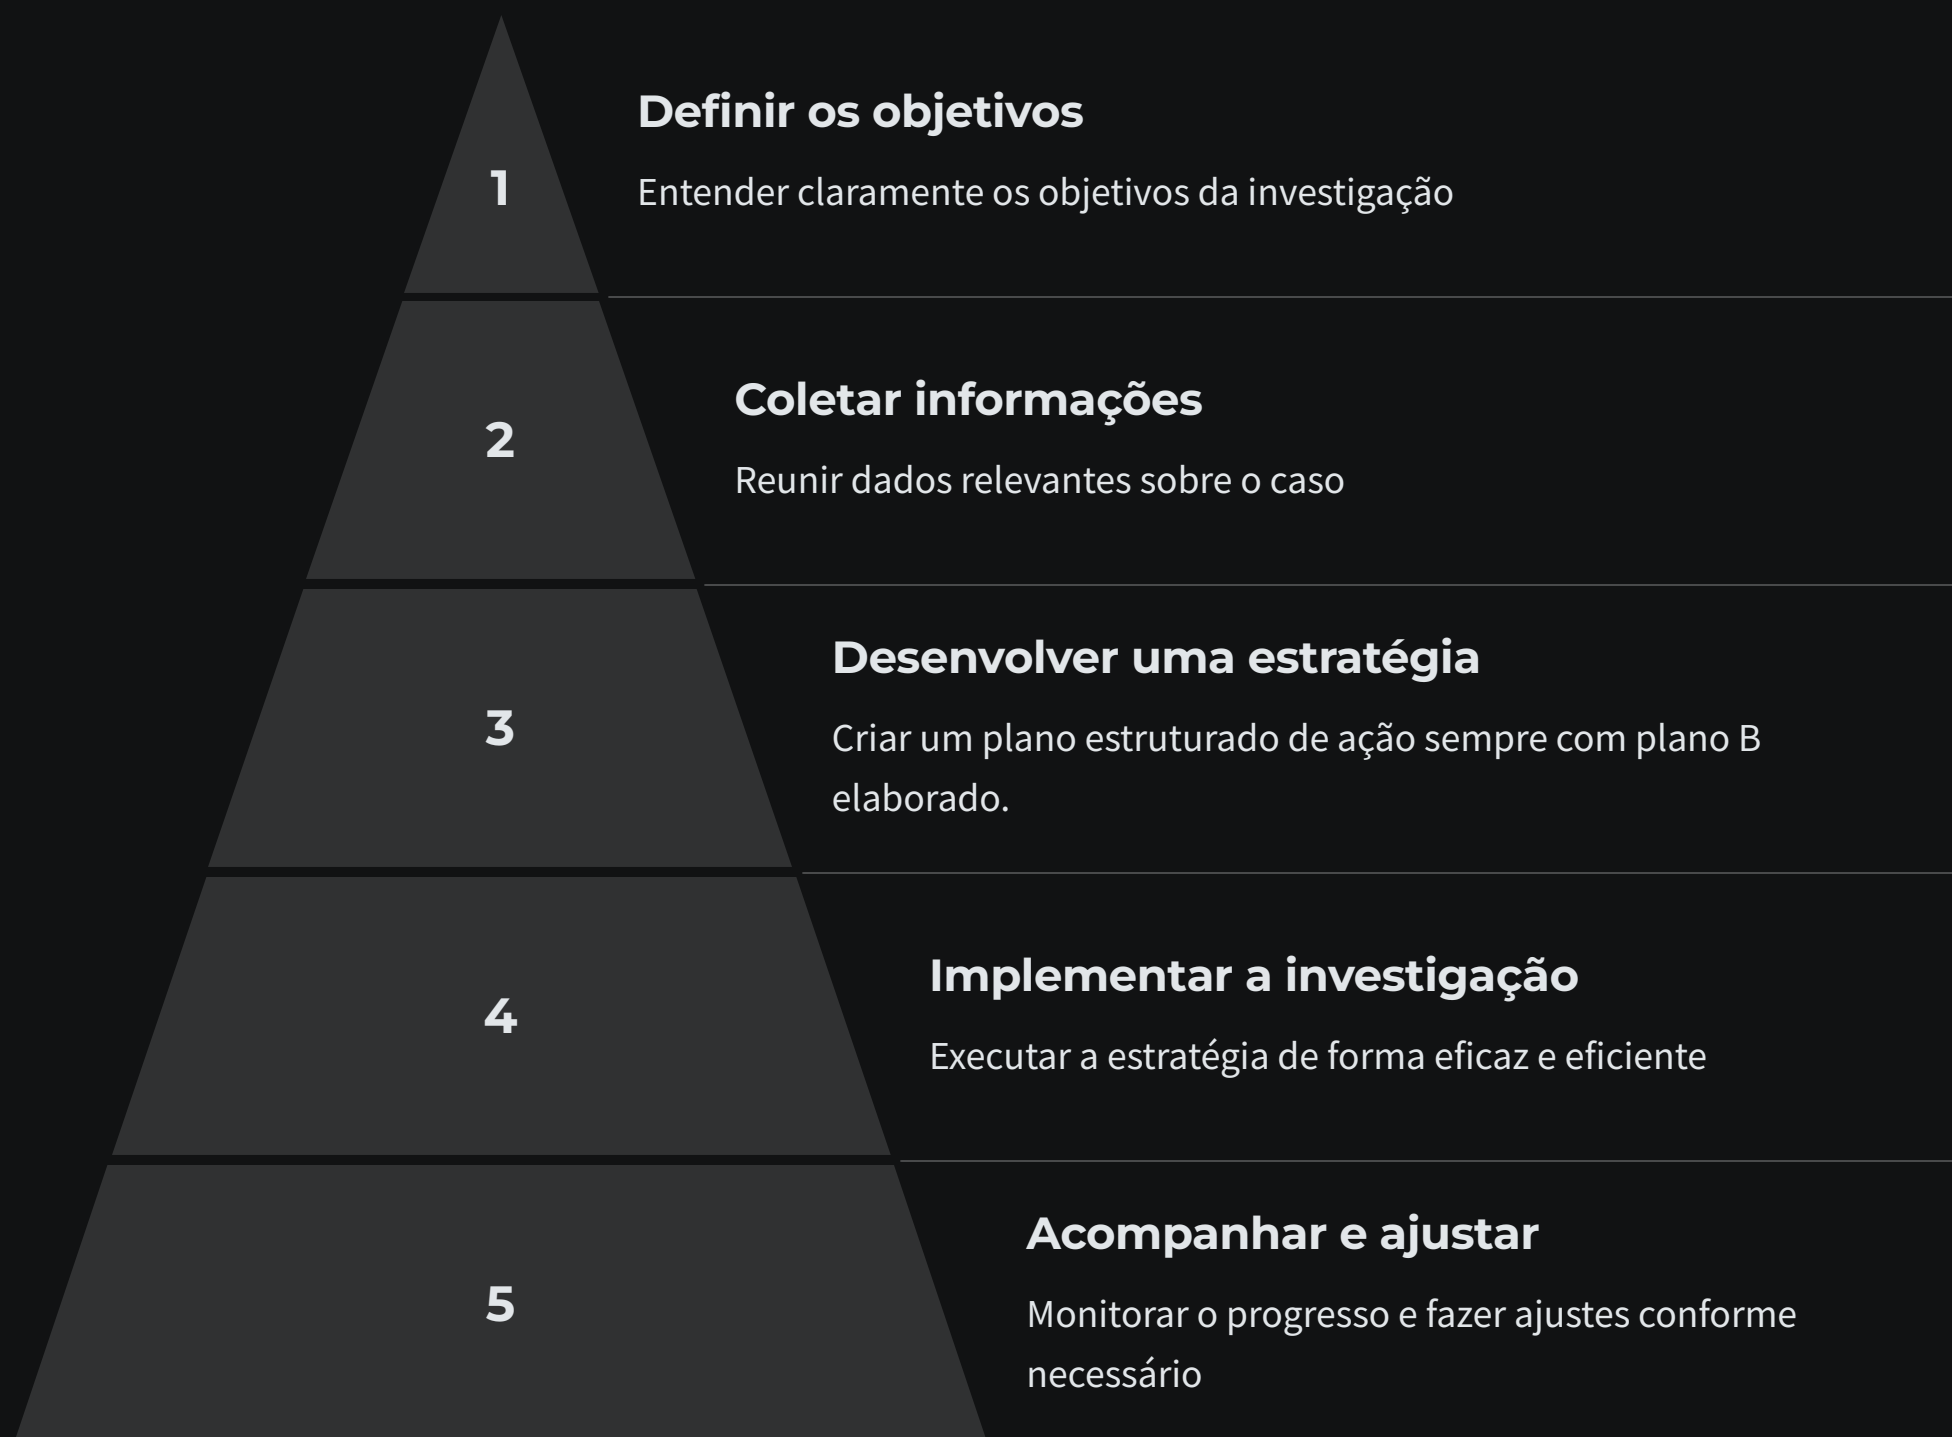 1
Definir os objetivos
Entender claramente os objetivos da investigação
2
Coletar informações
Reunir dados relevantes sobre o caso
3
Desenvolver uma estratégia
Criar um plano estruturado de ação sempre com plano B
elaborado.
4
Implementar a investigação
Executar a estratégia de forma eficaz e eficiente
5
Acompanhar e ajustar
Monitorar o progresso e fazer ajustes conforme
necessário